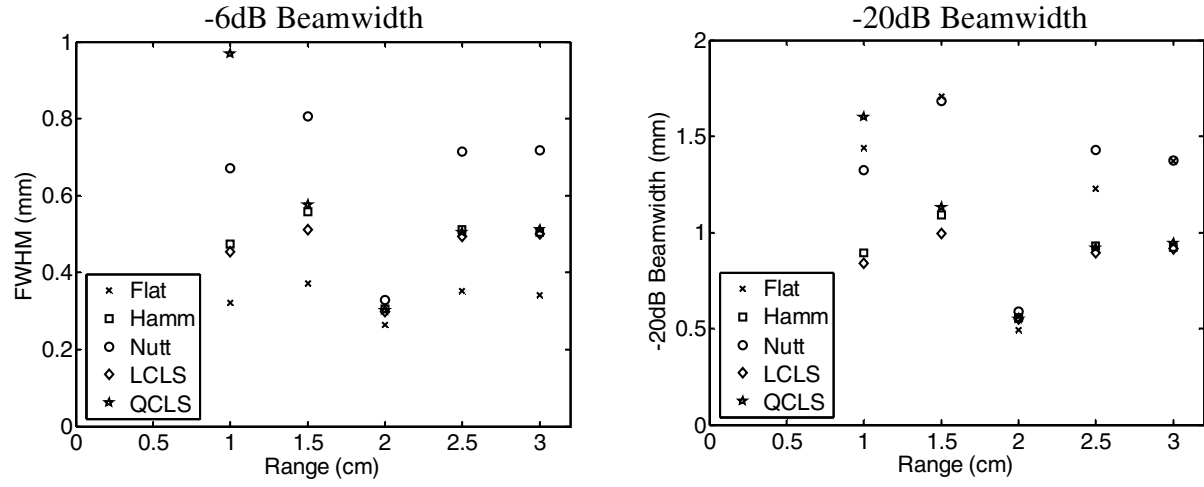 -6dB Beamwidth
1
0.8
0.6
0.4
0.2
0
FWHM (mm)
Flat
Hamm
Nutt
LCLS
QCLS
0 0.5 1 1.5 2 2.5 3
Range (cm)
-20dB Beamwidth
2
1.5
1
0.5
0
-20dB Beamwidth (mm)
Flat
Hamm
Nutt
LCLS
QCLS
0 0.5 1 1.5 2 2.5 3
Range (cm)